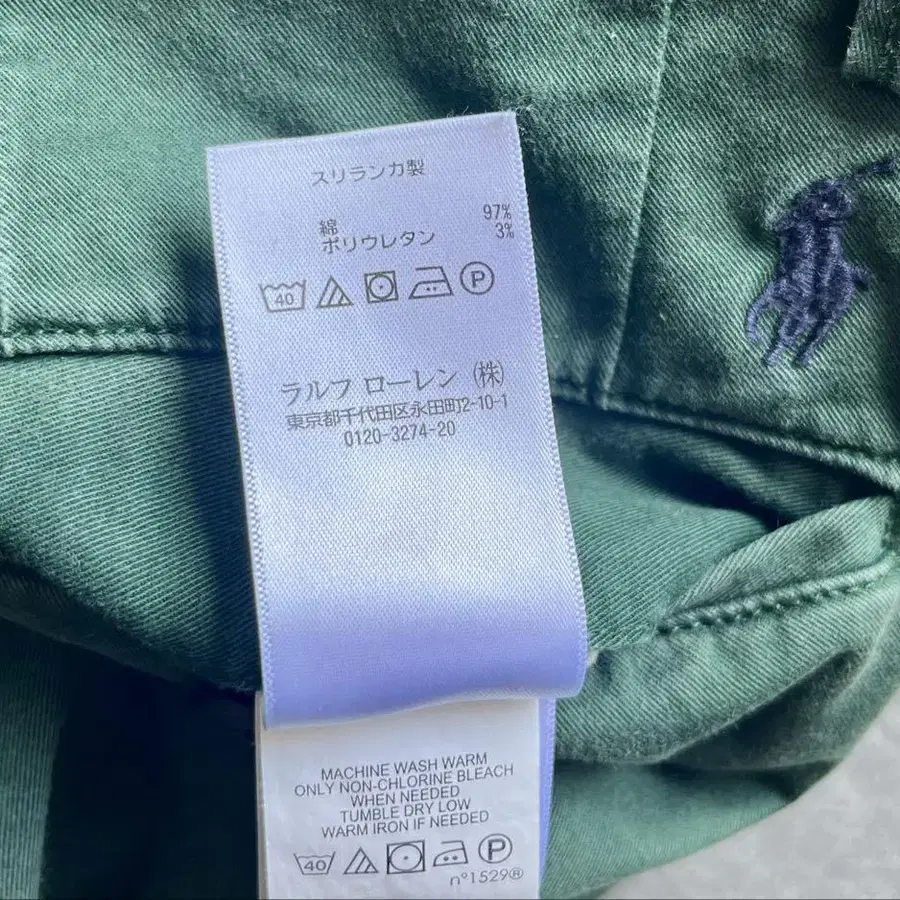 スリランカ製
綿 97%
ポリウレタン 3%
40 P
ラルフ ローレン (株)
東京都千代田区永田町2-10-1
0120-3274-20
MACHINE WASH WARM
ONLY NON-CHLORINE BLEACH
WHEN NEEDED
TUMBLE DRY LOW
WARM IRON IF NEEDED
40 P
n°1529®